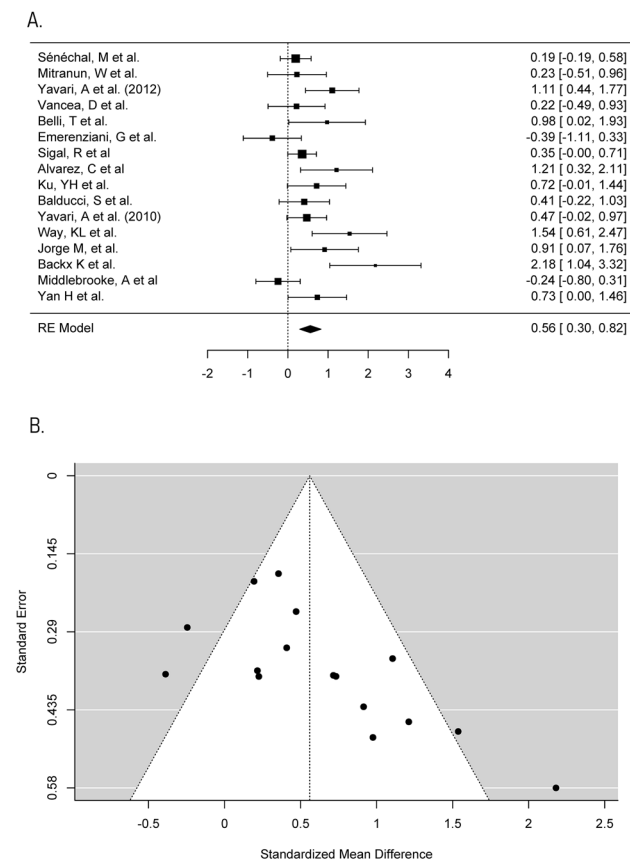 A.
Sénéchal, M et al. 0.19 [-0.19, 0.58]
Mitranun, W et al. 0.23 [-0.51, 0.96]
Yavari, A et al. (2012) 1.11 [ 0.44, 1.77]
Vancea, D et al. 0.22 [-0.49, 0.93]
Belli, T et al. 0.98 [ 0.02, 1.93]
Emerenziani, G et al. -0.39 [-1.11, 0.33]
Sigal, R et al 0.35 [-0.00, 0.71]
Alvarez, C et al 1.21 [ 0.32, 2.11]
Ku, YH et al. 0.72 [-0.01, 1.44]
Balducci, S et al. 0.41 [-0.22, 1.03]
Yavari, A et al. (2010) 0.47 [-0.02, 0.97]
Way, KL et al. 1.54 [ 0.61, 2.47]
Jorge M, et al. 0.91 [ 0.07, 1.76]
Backx K et al. 2.18 [ 1.04, 3.32]
Middlebrooke, A et al -0.24 [-0.80, 0.31]
Yan H et al. 0.73 [ 0.00, 1.46]
RE Model 0.56 [ 0.30, 0.82]
-2 -1 0 1 2 3 4
B.
Standard Error
0
0.145
0.29
0.435
0.58
-0.5 0 0.5 1 1.5 2 2.5
Standardized Mean Difference